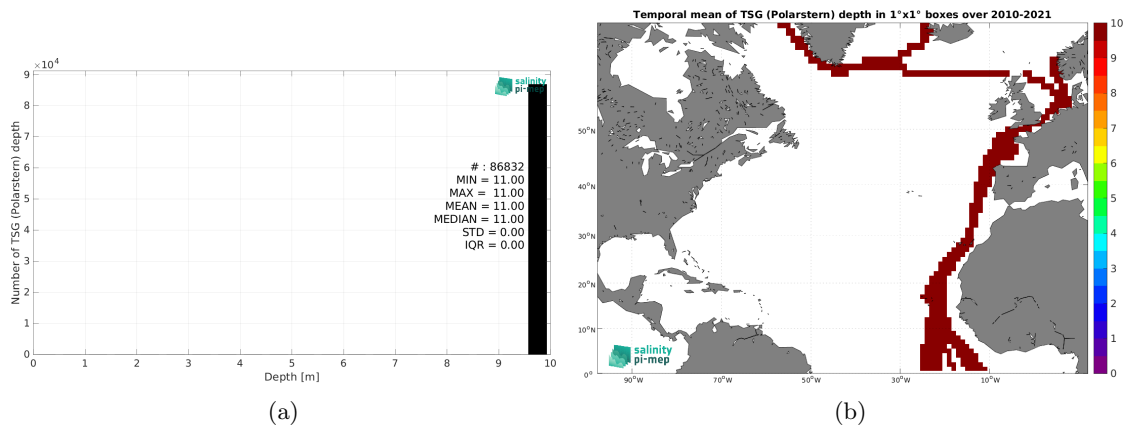 Temporal mean of TSG (Polarstern) depth in 1°x1° boxes over 2010-2021
×10⁴
9
8
7
6
5
4
3
2
1
0
Number of TSG (Polarstern) depth
salinity
pi-mep
# : 86832
MIN = 11.00
MAX = 11.00
MEAN = 11.00
MEDIAN = 11.00
STD = 0.00
IQR = 0.00
0 1 2 3 4 5 6 7 8 9 10
Depth [m]
(a)
50°N
40°N
30°N
20°N
10°N
0°
90°W 70°W 50°W 30°W 10°W
salinity
pi-mep
10
9
8
7
6
5
4
3
2
1
0
(b)